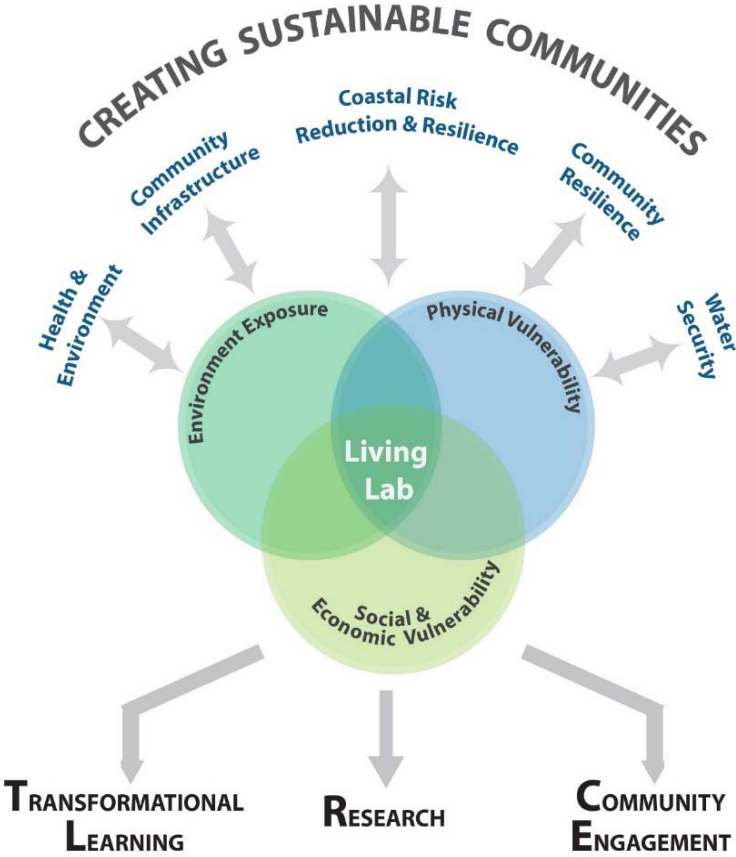 CREATING SUSTAINABLE COMMUNITIES
Coastal Risk
Reduction & Resilience
Community
Infrastructure
Community
Resilience
Health &
Environment
Water
Security
Environment Exposure
Physical Vulnerability
Living
Lab
Social &
Economic Vulnerability
TRANSFORMATIONAL
LEARNING
RESEARCH
COMMUNITY
ENGAGEMENT